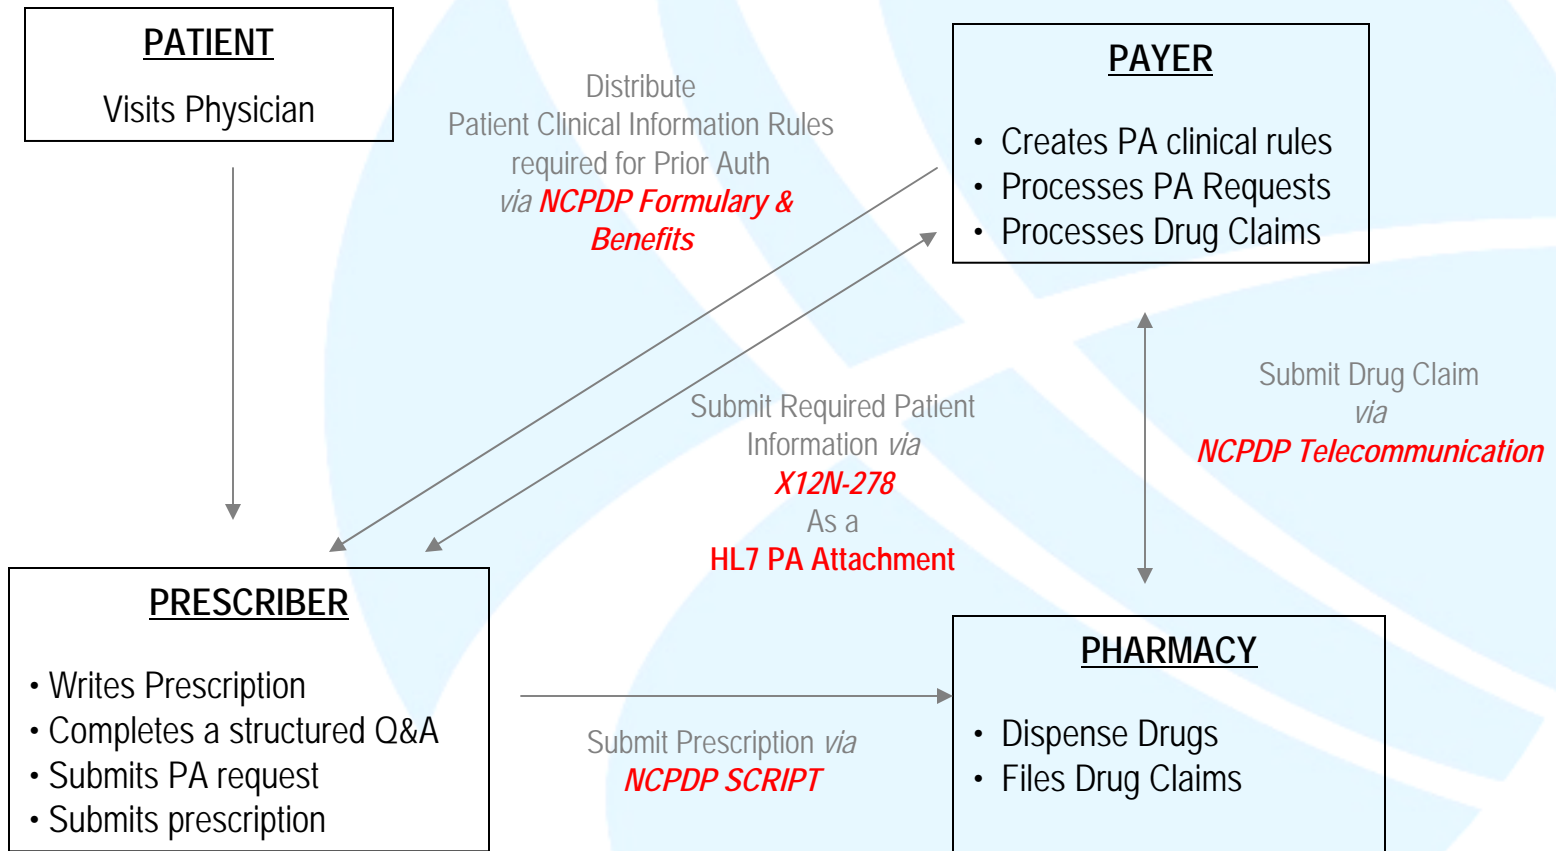 PATIENT
Visits Physician
Distribute
Patient Clinical Information Rules
required for Prior Auth
via NCPDP Formulary &
Benefits
PAYER
• Creates PA clinical rules
• Processes PA Requests
• Processes Drug Claims
Submit Required Patient
Information via
X12N-278
As a
HL7 PA Attachment
Submit Drug Claim
via
NCPDP Telecommunication
PRESCRIBER
• Writes Prescription
• Completes a structured Q&A
• Submits PA request
• Submits prescription
Submit Prescription via
NCPDP SCRIPT
PHARMACY
• Dispense Drugs
• Files Drug Claims